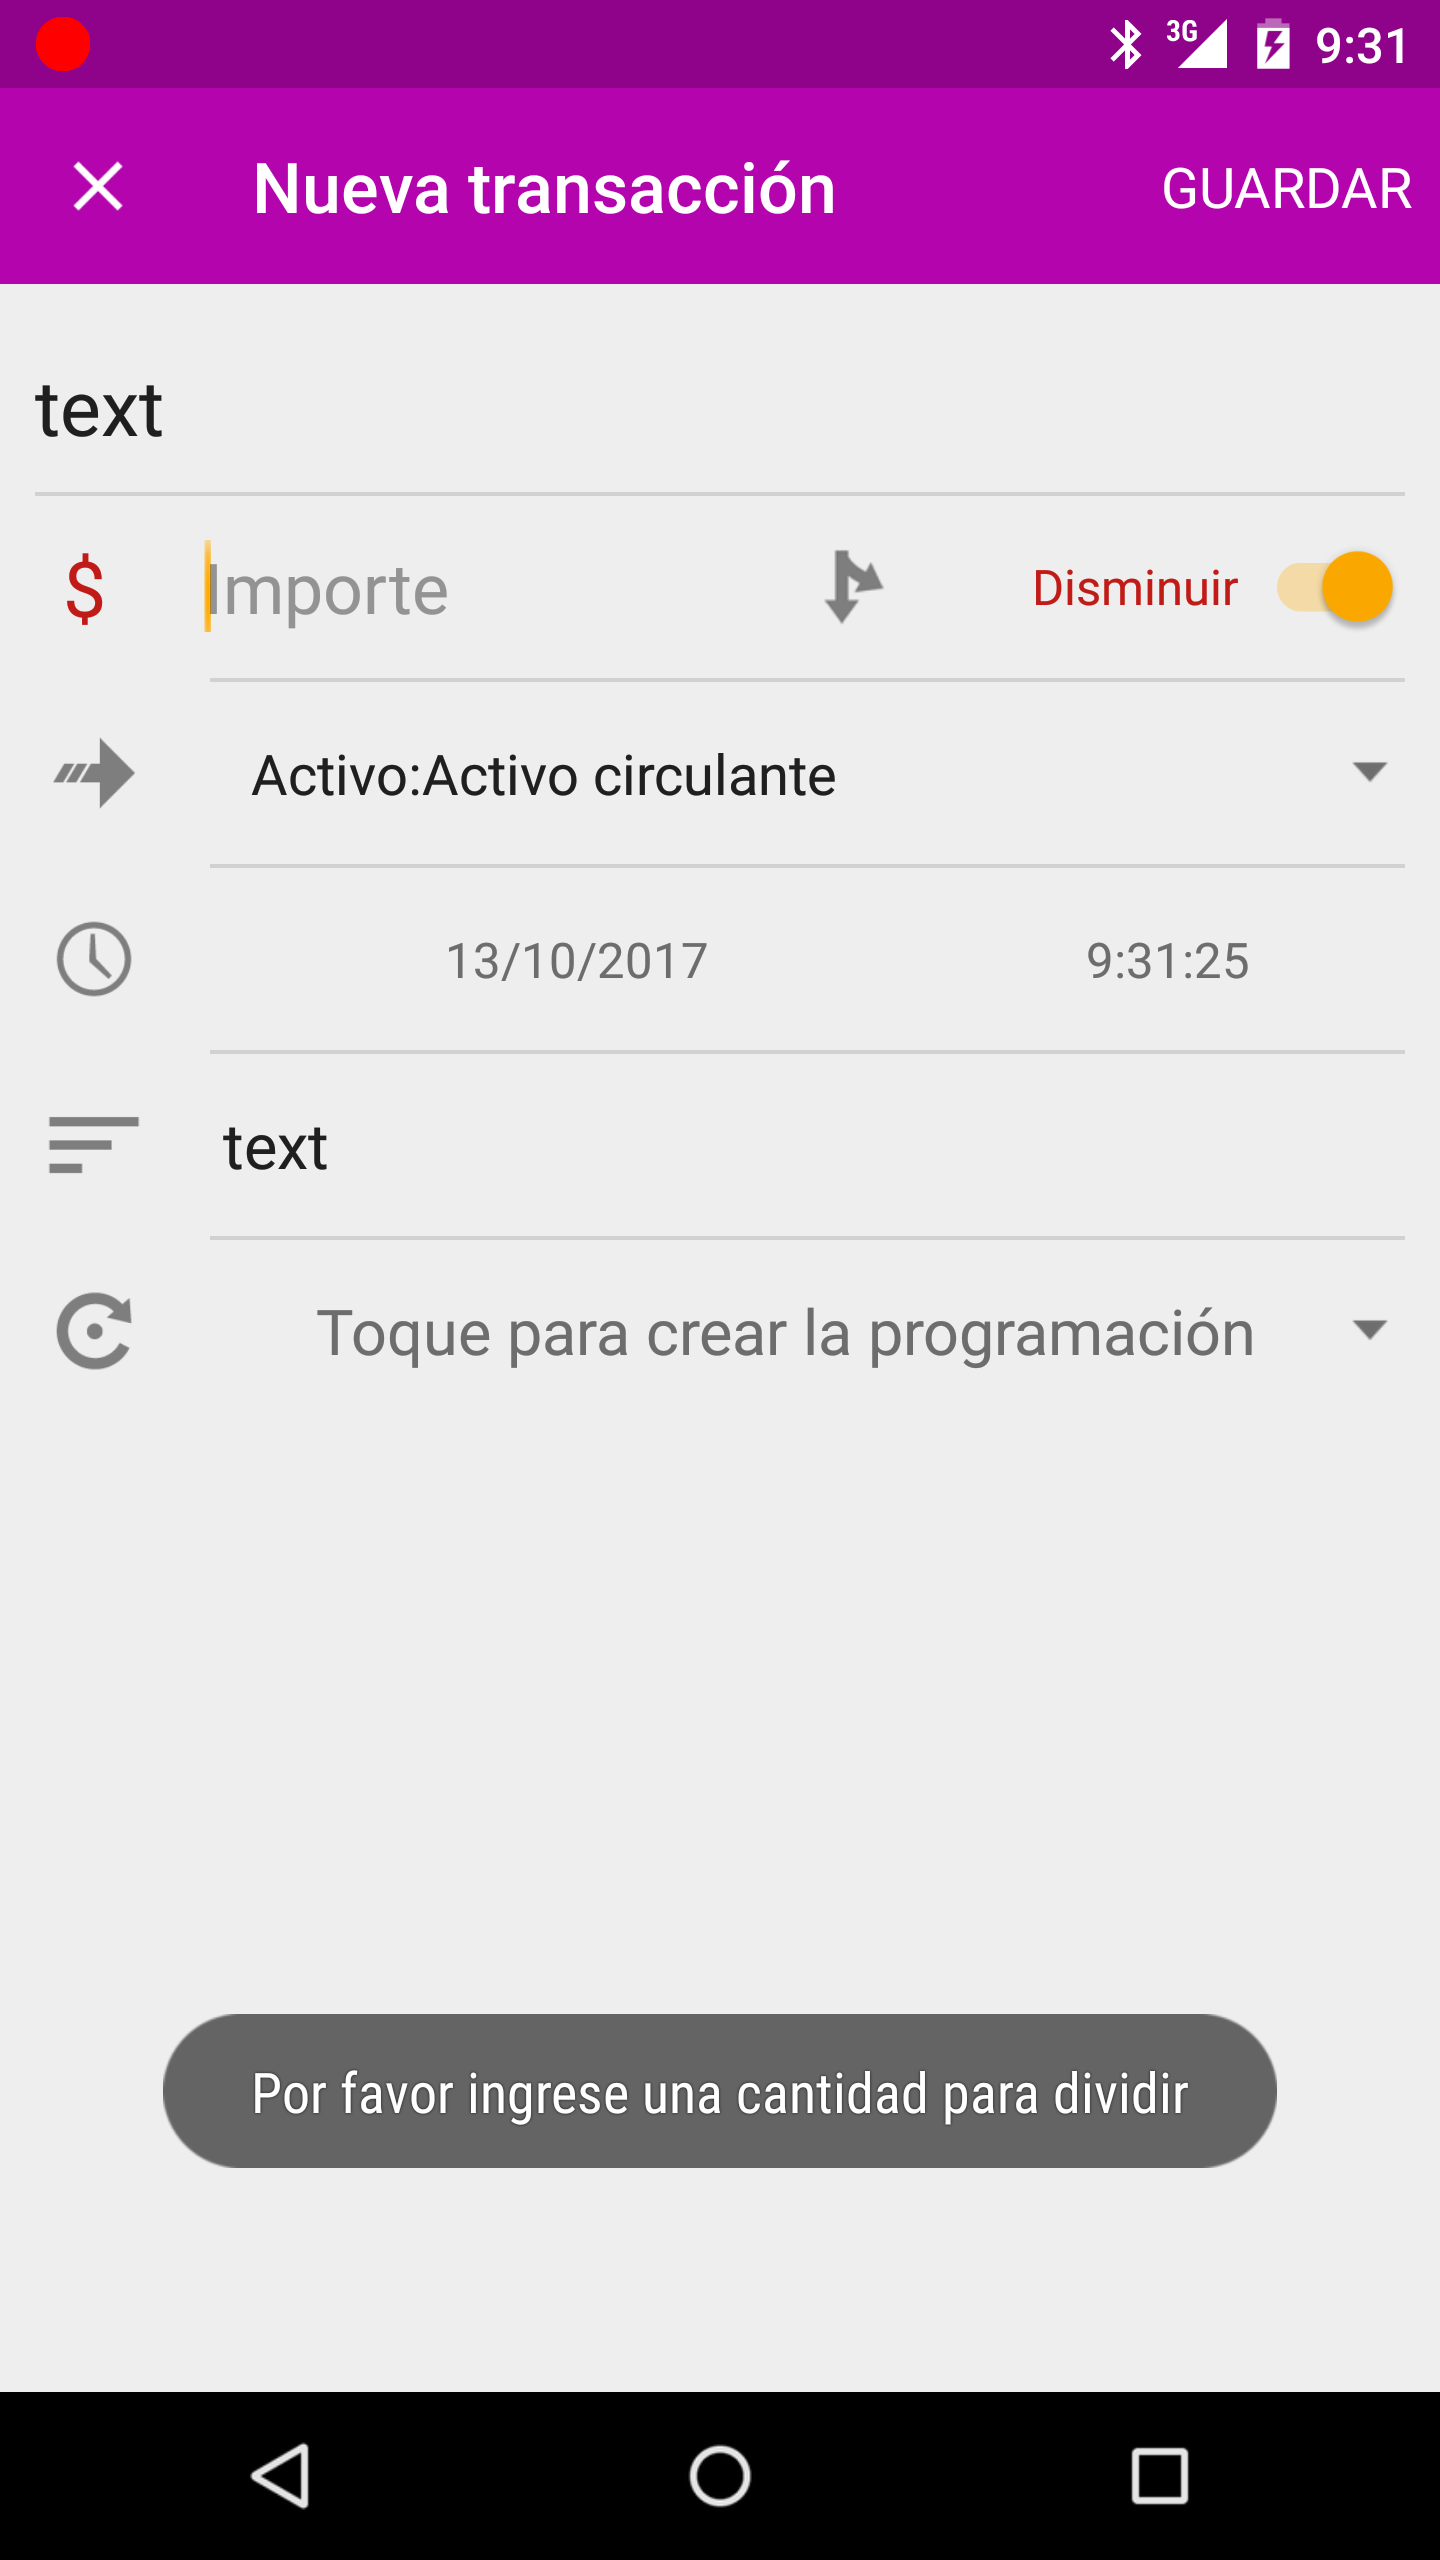 3G 9:31
Nueva transacción GUARDAR
text
$ Importe Disminuir
Activo:Activo circulante
13/10/2017 9:31:25
text
Toque para crear la programación
Por favor ingrese una cantidad para dividir